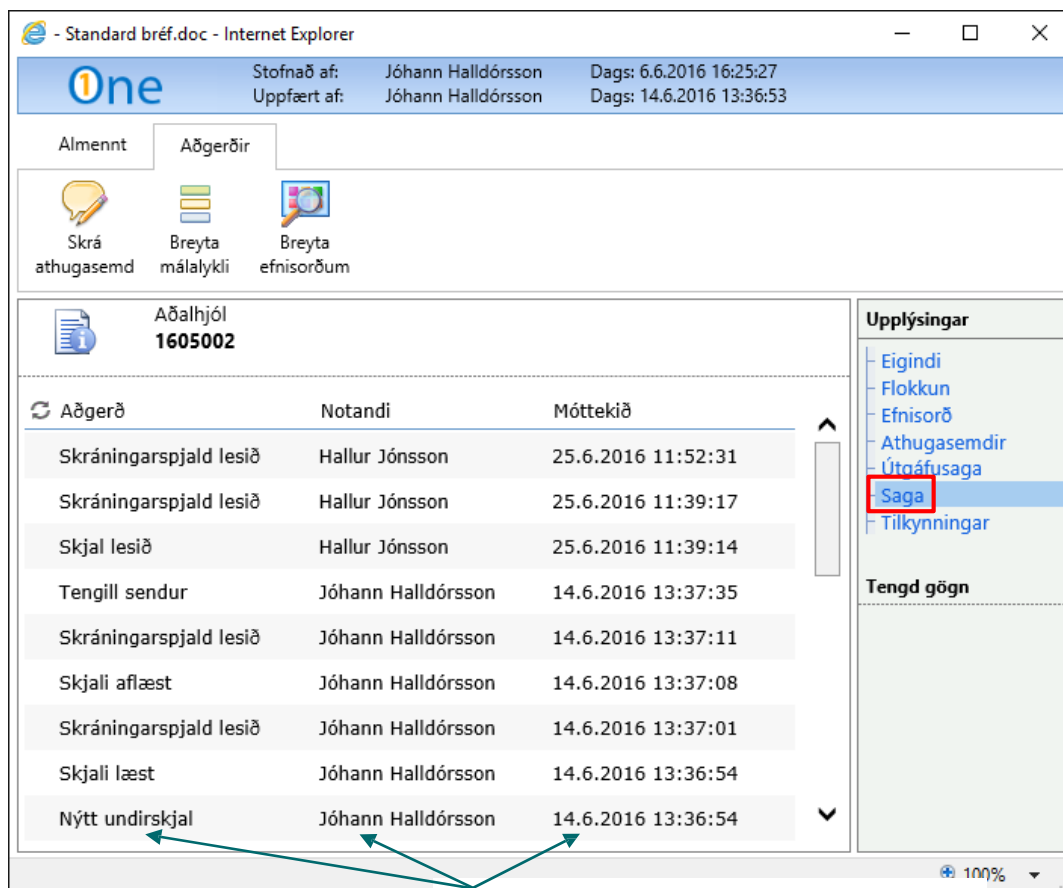 - Standard bréf.doc - Internet Explorer
One Stofnað af: Jóhann Halldórsson Dags: 6.6.2016 16:25:27
Uppfært af: Jóhann Halldórsson Dags: 14.6.2016 13:36:53
Almennt Aðgerðir
Skrá athugasemd
Breyta málalykli
Breyta efnisorðum
Aðalhjól
1605002
Aðgerð Notandi Móttekið
Skráningarspjald lesið Hallur Jónsson 25.6.2016 11:52:31
Skráningarspjald lesið Hallur Jónsson 25.6.2016 11:39:17
Skjal lesið Hallur Jónsson 25.6.2016 11:39:14
Tengill sendur Jóhann Halldórsson 14.6.2016 13:37:35
Skráningarspjald lesið Jóhann Halldórsson 14.6.2016 13:37:11
Skjali aflæst Jóhann Halldórsson 14.6.2016 13:37:08
Skráningarspjald lesið Jóhann Halldórsson 14.6.2016 13:37:01
Skjali læst Jóhann Halldórsson 14.6.2016 13:36:54
Nýtt undirskjal Jóhann Halldórsson 14.6.2016 13:36:54
Upplýsingar
Eigindi
Flokkun
Efnisorð
Athugasemdir
Útgáfusaga
Saga
Tilkynningar
Tengd gögn
100%